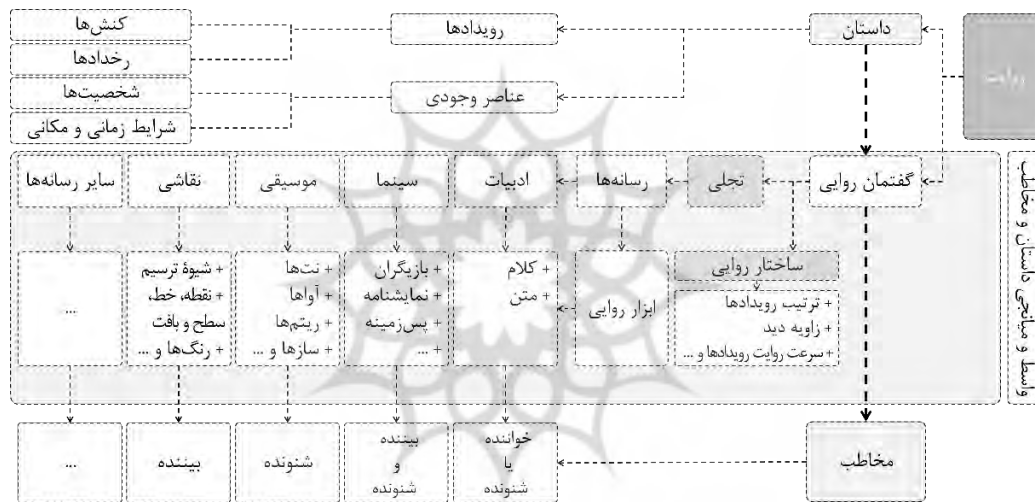 روایت
داستان
رویدادها
کنش‌ها
رخدادها
عناصر وجودی
شخصیت‌ها
شرایط زمانی و مکانی
واسط و میانجی داستان و مخاطب
گفتمان روایی
تجلی
رسانه‌ها
ادبیات
سینما
موسیقی
نقاشی
سایر رسانه‌ها
ساختار روایی
+ ترتیب رویدادها
+ زاویه دید
+ سرعت روایت رویدادها و ...
ابزار روایی
+ کلام
+ متن
+ بازیگران
+ نمایشنامه
+ پس‌زمینه
+ ...
+ نت‌ها
+ آواها
+ ریتم‌ها
+ سازها و ...
+ شیوۀ ترسیم
+ نقطه، خط،
سطح و بافت
+ رنگ‌ها و ...
...
مخاطب
خواننده
یا
شنونده
بیننده
و
شنونده
شنونده
بیننده
...